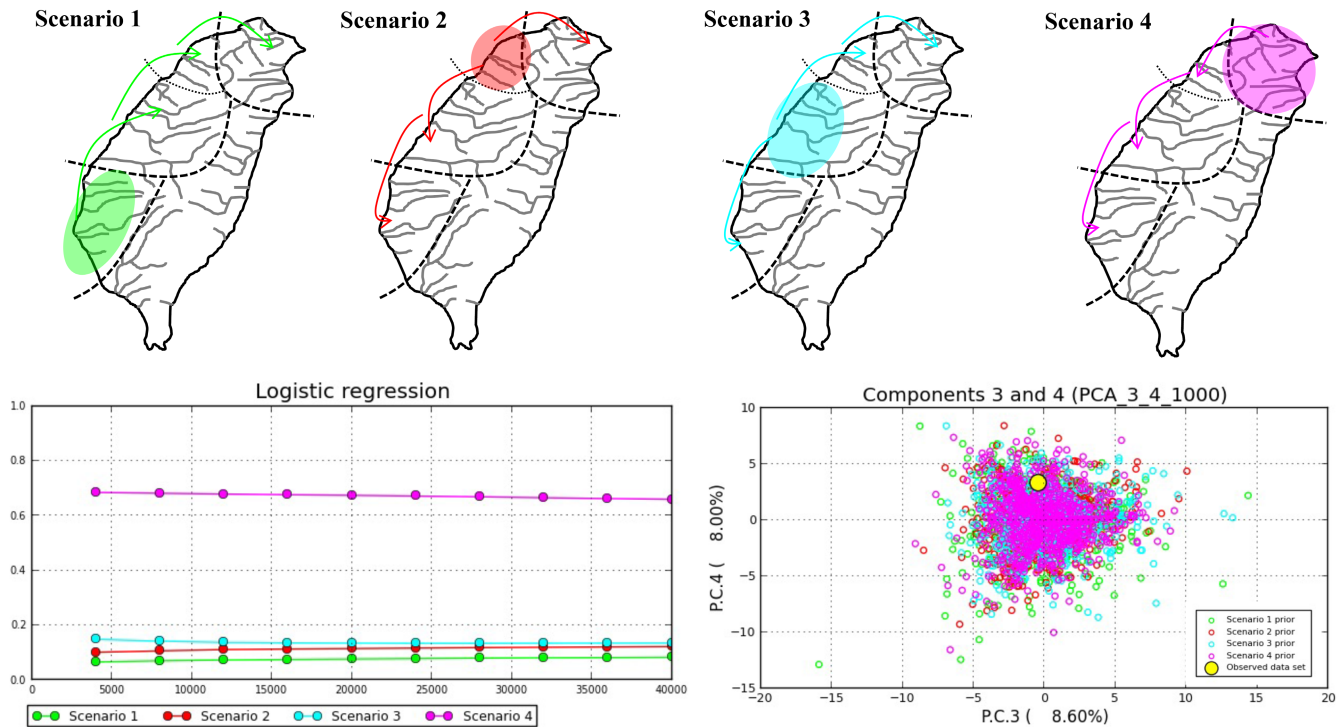 Scenario 1
Scenario 2
Scenario 3
Scenario 4
Logistic regression
1.0
0.8
0.6
0.4
0.2
0.0
0
5000
10000
15000
20000
25000
30000
35000
40000
Scenario 1
Scenario 2
Scenario 3
Scenario 4
Components 3 and 4 (PCA_3_4_1000)
P.C.4 ( 8.00%)
10
5
0
−5
−10
−15
−20
−15
−10
−5
0
5
10
15
20
P.C.3 ( 8.60%)
Scenario 1 prior
Scenario 2 prior
Scenario 3 prior
Scenario 4 prior
Observed data set